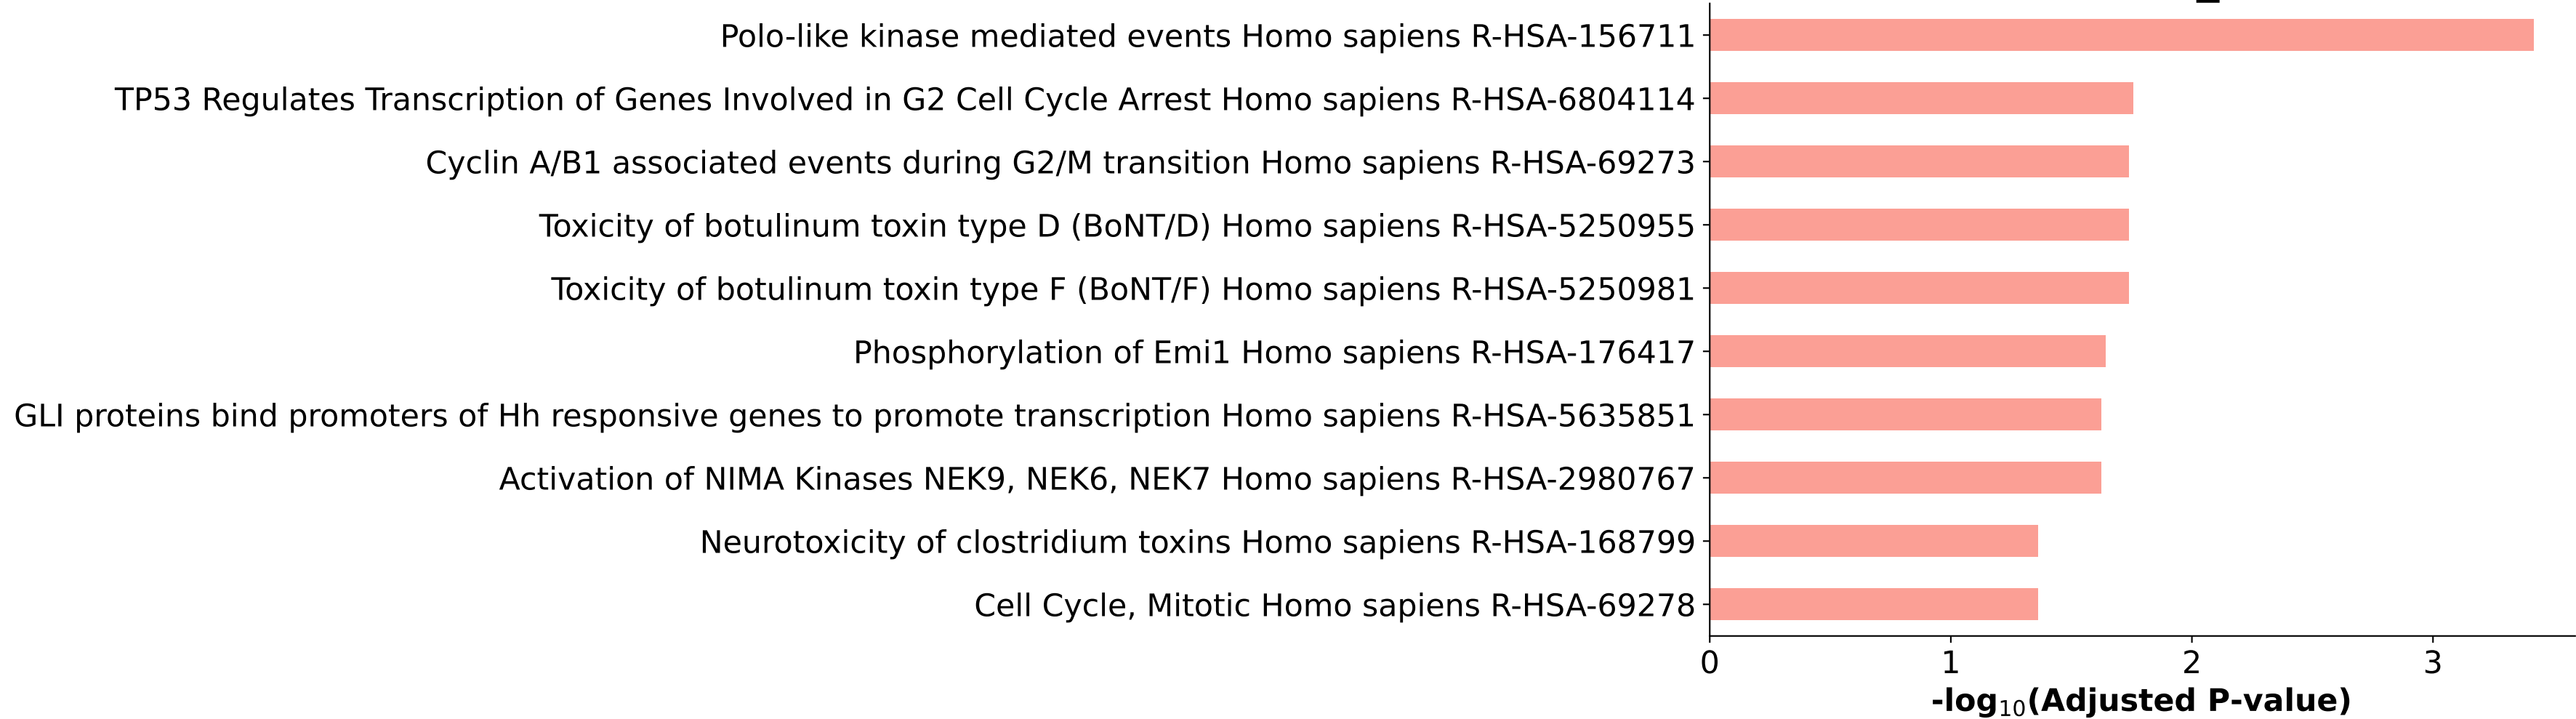 Polo-like kinase mediated events Homo sapiens R-HSA-156711
TP53 Regulates Transcription of Genes Involved in G2 Cell Cycle Arrest Homo sapiens R-HSA-6804114
Cyclin A/B1 associated events during G2/M transition Homo sapiens R-HSA-69273
Toxicity of botulinum toxin type D (BoNT/D) Homo sapiens R-HSA-5250955
Toxicity of botulinum toxin type F (BoNT/F) Homo sapiens R-HSA-5250981
Phosphorylation of Emi1 Homo sapiens R-HSA-176417
GLI proteins bind promoters of Hh responsive genes to promote transcription Homo sapiens R-HSA-5635851
Activation of NIMA Kinases NEK9, NEK6, NEK7 Homo sapiens R-HSA-2980767
Neurotoxicity of clostridium toxins Homo sapiens R-HSA-168799
Cell Cycle, Mitotic Homo sapiens R-HSA-69278
0 1 2 3
-log₁₀(Adjusted P-value)